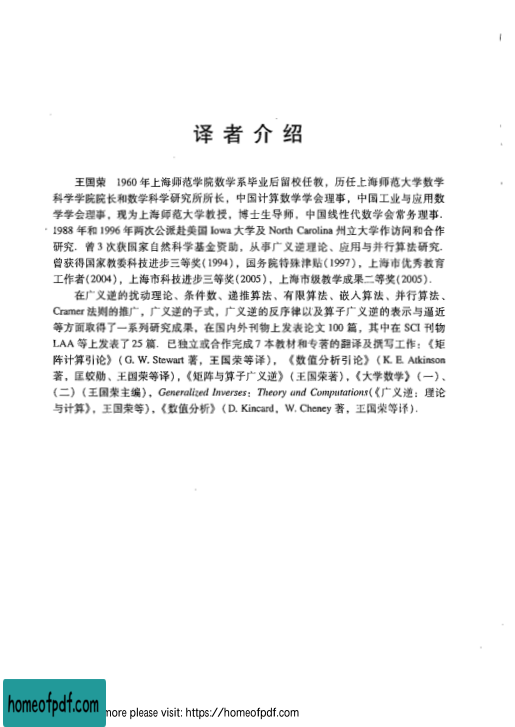 译者介绍
王国荣 1960 年上海师范学院数学系毕业后留校任教，历任上海师范大学数学
科学学院院长和数学科学研究所所长，中国计算数学学会理事，中国工业与应用数
学学会理事，现为上海师范大学教授，博士生导师，中国线性代数学会常务理事.
1988 年和 1996 年两次公派赴美国 Iowa 大学及 North Carolina 州立大学作访问和合作
研究. 曾 3 次获国家自然科学基金资助，从事广义逆理论、应用与并行算法研究.
曾获得国家教委科技进步三等奖(1994)，国务院特殊津贴(1997)，上海市优秀教育
工作者(2004)，上海市科技进步三等奖(2005)，上海市级教学成果二等奖(2005).
在广义逆的扰动理论、条件数、递推算法、有限算法、嵌入算法、并行算法、
Cramer 法则的推广，广义逆的子式，广义逆的反序律以及算子广义逆的表示与逼近
等方面取得了一系列研究成果，在国内外刊物上发表论文 100 篇，其中在 SCI 刊物
LAA 等上发表了 25 篇. 已独立或合作完成 7 本教材和专著的翻译及撰写工作:《矩
阵计算引论》(G. W. Stewart 著，王国荣等译)，《数值分析引论》(K. E. Atkinson
著，匡蛟勋、王国荣等译)，《矩阵与算子广义逆》(王国荣著)，《大学数学》(一)、
(二)(王国荣主编)，Generalized Inverses: Theory and Computations(《广义逆: 理论
与计算》，王国荣等)，《数值分析》(D. Kincard，W. Cheney 著，王国荣等译).
homeofpdf.com
more please visit: https://homeofpdf.com